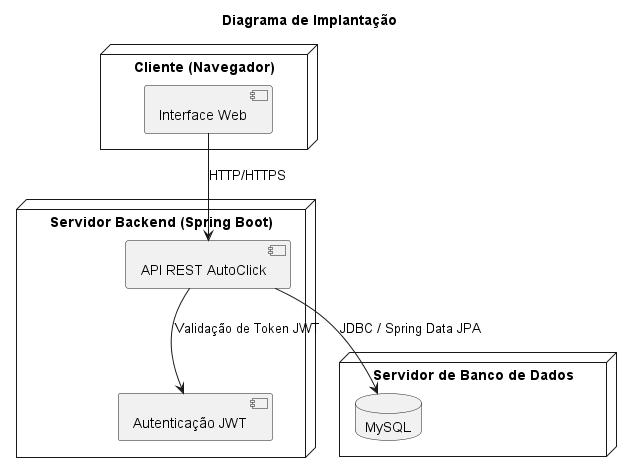 Diagrama de Implantação
Cliente (Navegador)
Interface Web
HTTP/HTTPS
Servidor Backend (Spring Boot)
API REST AutoClick
Validação de Token JWT
JDBC / Spring Data JPA
Servidor de Banco de Dados
Autenticação JWT
MySQL